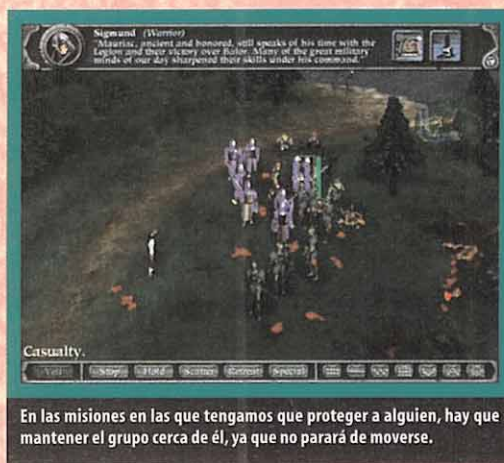 Sigmund (Warrior)
"Mauriac, ancient and honored, still speaks of his time with the
Legion and their victory over Balor. Many of the great military
minds of our day sharpened their skills under his command."
Casualty.
Stop Hold Scatter Retreat Special
En las misiones en las que tengamos que proteger a alguien, hay que
mantener el grupo cerca de él, ya que no parará de moverse.